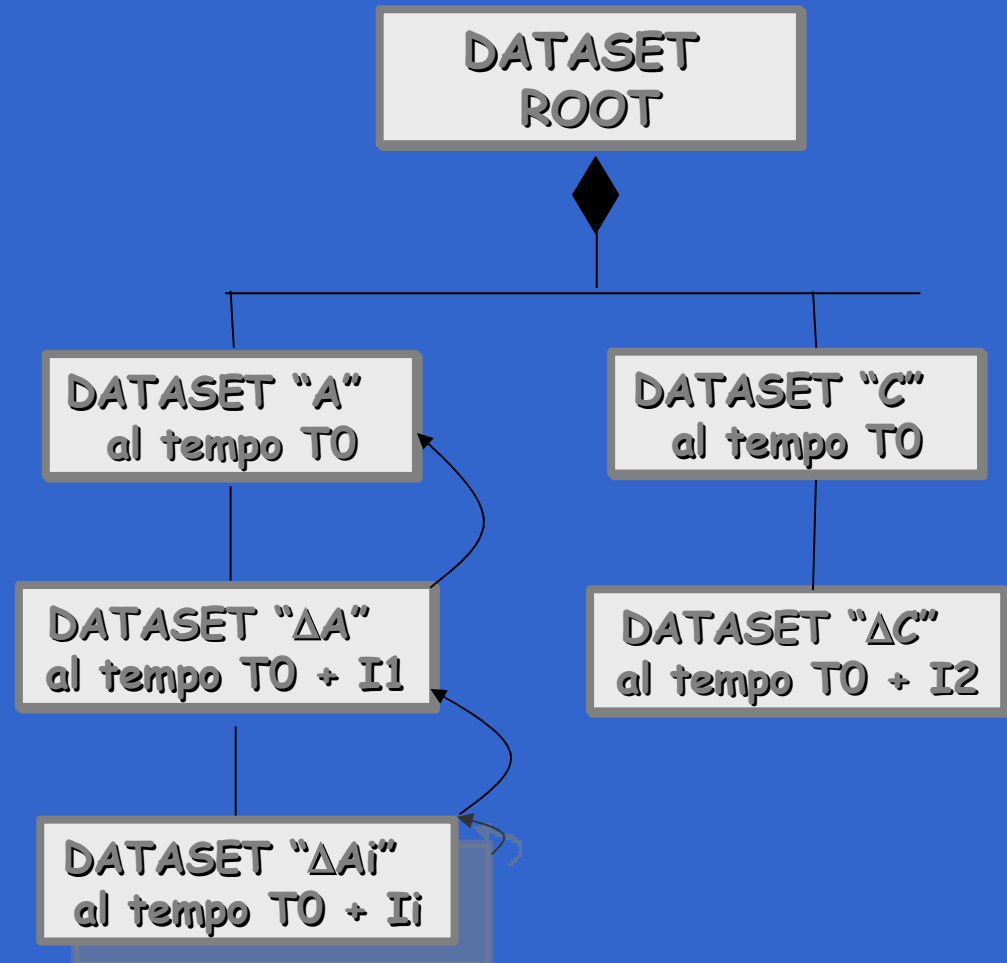 DATASET
ROOT
DATASET “A”
al tempo T0
DATASET “C”
al tempo T0
DATASET “ΔA”
al tempo T0 + I1
DATASET “ΔC”
al tempo T0 + I2
DATASET “ΔAi”
al tempo T0 + Ii